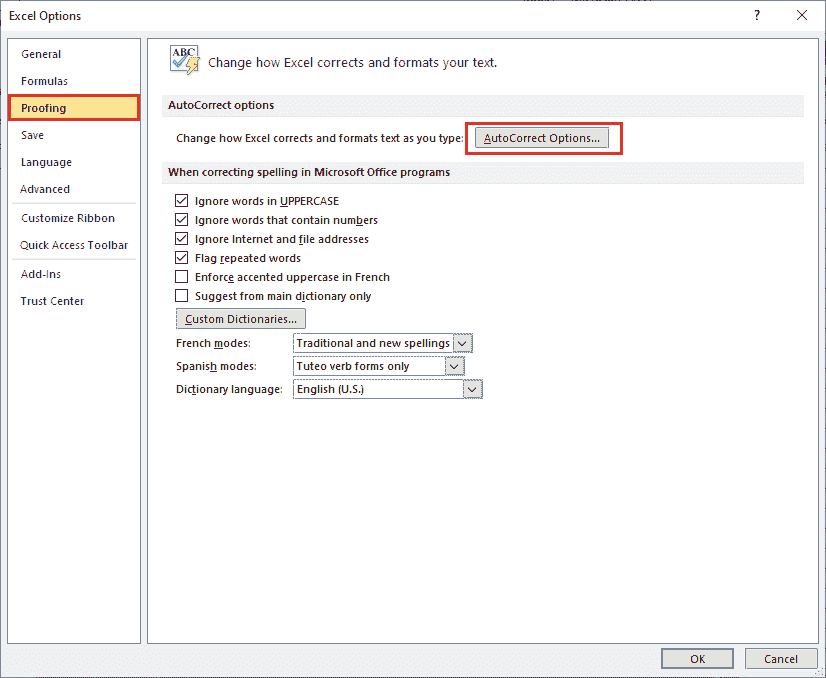 Excel Options
?
General
Formulas
Proofing
Save
Language
Advanced
Customize Ribbon
Quick Access Toolbar
Add-Ins
Trust Center
ABC
Change how Excel corrects and formats your text.
AutoCorrect options
Change how Excel corrects and formats text as you type: AutoCorrect Options...
When correcting spelling in Microsoft Office programs
Ignore words in UPPERCASE
Ignore words that contain numbers
Ignore Internet and file addresses
Flag repeated words
Enforce accented uppercase in French
Suggest from main dictionary only
Custom Dictionaries...
French modes: Traditional and new spellings
Spanish modes: Tuteo verb forms only
Dictionary language: English (U.S.)
OK Cancel